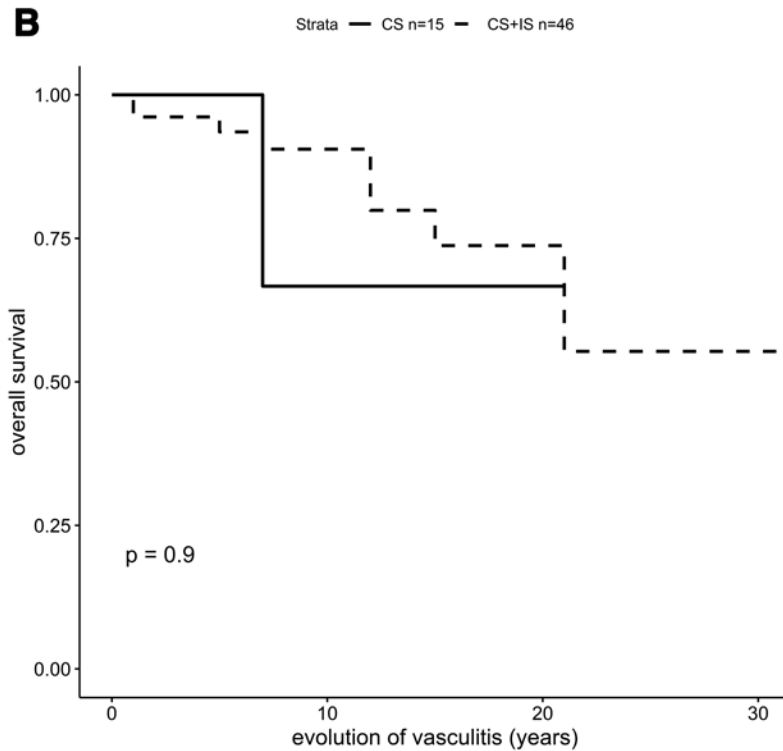 B
Strata CS n=15 CS+IS n=46
1.00
0.75
0.50
0.25
0.00
overall survival
p = 0.9
0 10 20 30
evolution of vasculitis (years)